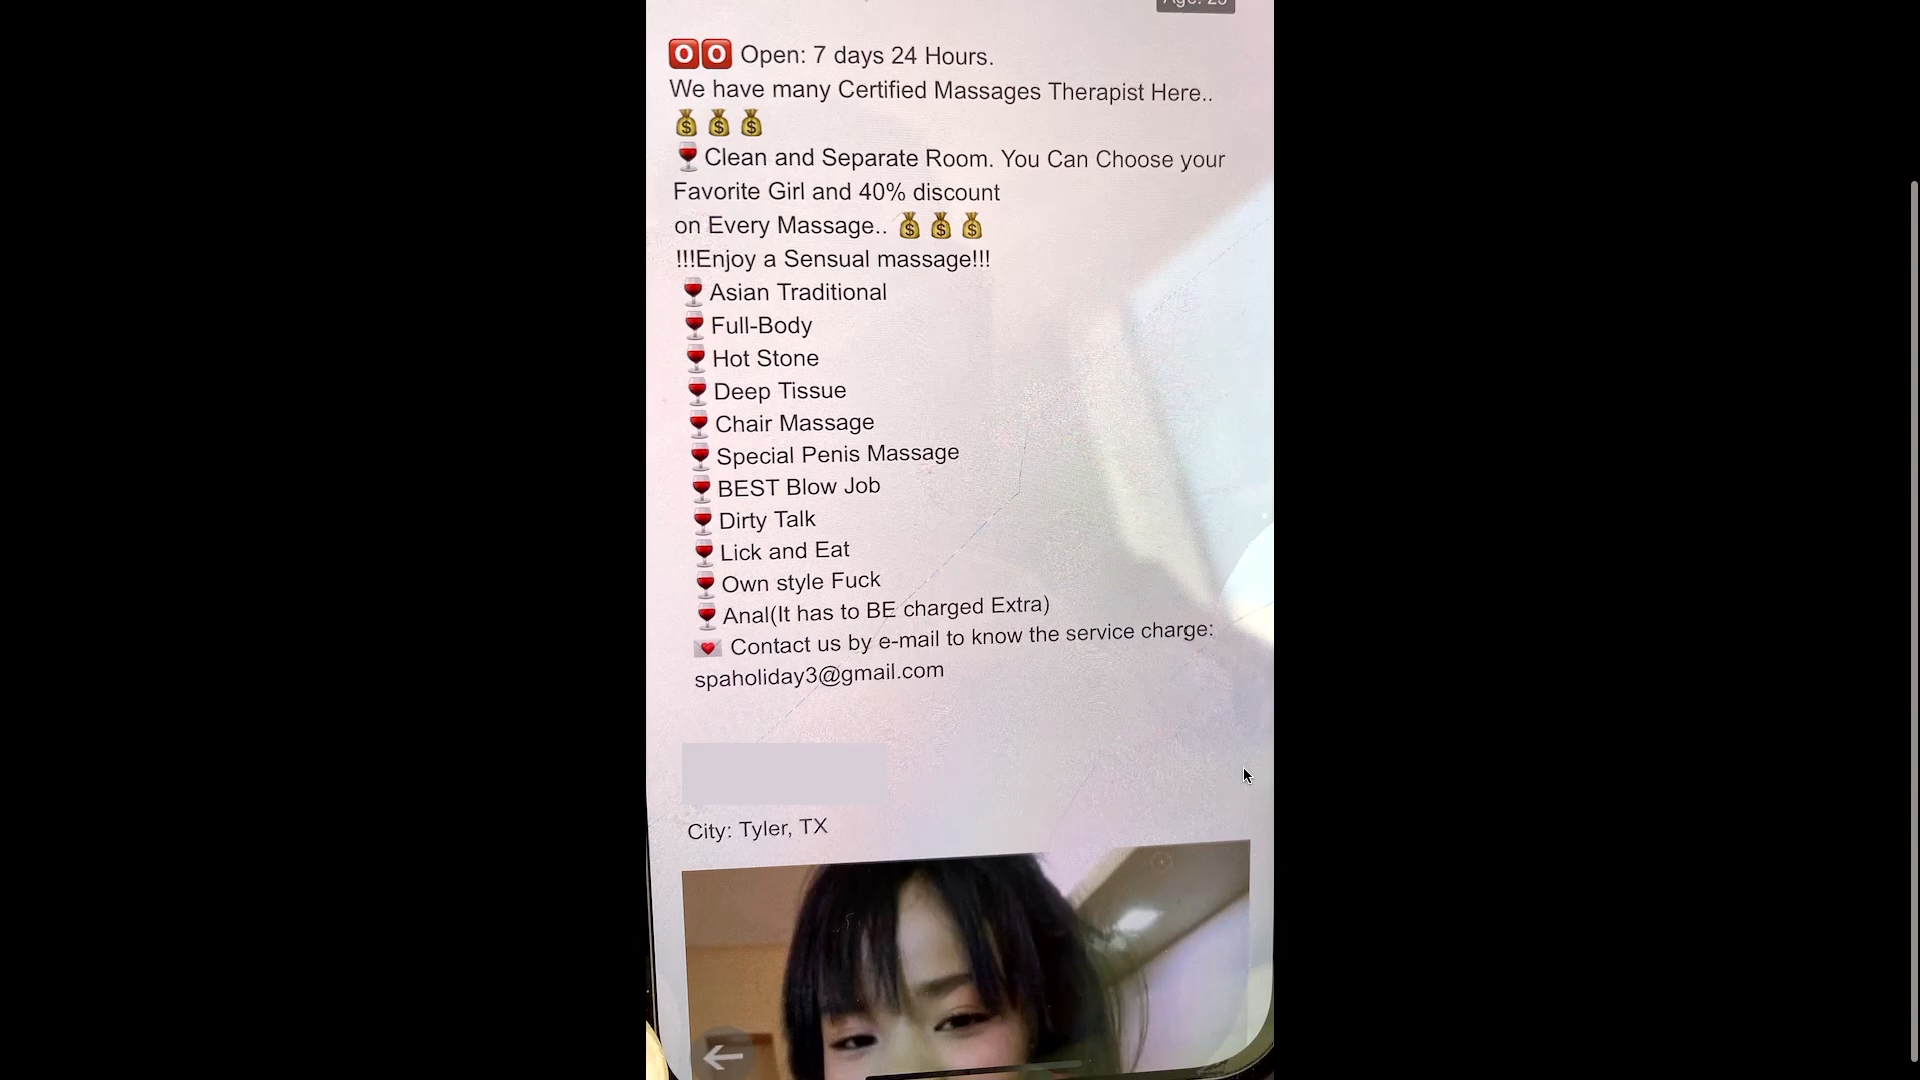 🅾🅾 Open: 7 days 24 Hours.
We have many Certified Massages Therapist Here..
💰 💰 💰
🍷Clean and Separate Room. You Can Choose your
Favorite Girl and 40% discount
on Every Massage.. 💰 💰 💰
!!!Enjoy a Sensual massage!!!
🍷Asian Traditional
🍷Full-Body
🍷Hot Stone
🍷Deep Tissue
🍷Chair Massage
🍷Special Penis Massage
🍷BEST Blow Job
🍷Dirty Talk
🍷Lick and Eat
🍷Own style Fuck
🍷Anal(It has to BE charged Extra)
💌 Contact us by e-mail to know the service charge:
spaholiday3@gmail.com
City: Tyler, TX